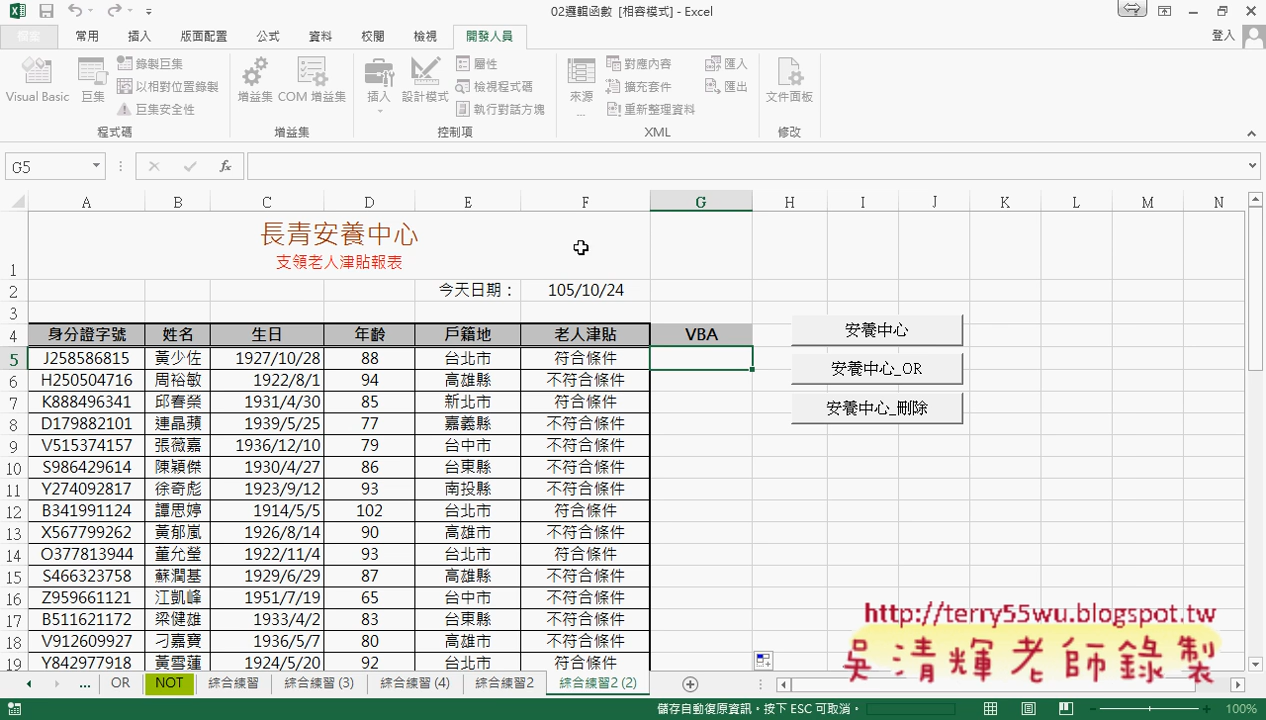 02邏輯函數 [相容模式] - Excel
檔案 常用 插入 版面配置 公式 資料 校閱 檢視 開發人員 登入
Visual Basic 巨集 錄製巨集 以相對位置錄製 巨集安全性 程式碼
增益集 COM 增益集 增益集
插入 設計模式 屬性 檢視程式碼 執行對話方塊 控制項
來源 對應內容 擴充套件 重新整理資料 匯入 匯出 XML
文件面板 修改
G5 fx
A B C D E F G H I J K L M N
1 長青安養中心
支領老人津貼報表
2 今天日期： 105/10/24
3
4 身分證字號 姓名 生日 年齡 戶籍地 老人津貼 VBA
5 J258586815 黃少佐 1927/10/28 88 台北市 符合條件
6 H250504716 周裕敏 1922/8/1 94 高雄縣 不符合條件
7 K888496341 邱春榮 1931/4/30 85 新北市 符合條件
8 D179882101 連晶蘋 1939/5/25 77 嘉義縣 不符合條件
9 V515374157 張薇嘉 1936/12/10 79 台中市 不符合條件
10 S986429614 陳穎傑 1930/4/27 86 台東縣 不符合條件
11 Y274092817 徐奇彪 1923/9/12 93 南投縣 不符合條件
12 B341991124 譚思婷 1914/5/5 102 台北市 符合條件
13 X567799262 黃郁嵐 1926/8/14 90 高雄市 不符合條件
14 O377813944 董允瑩 1922/11/4 93 台北市 符合條件
15 S466323758 蘇潤基 1929/6/29 87 高雄縣 不符合條件
16 Z959661121 江凱峰 1951/7/19 65 台中市 不符合條件
17 B511621172 梁健雄 1933/4/2 83 台東縣 不符合條件
18 V912609927 刁嘉寶 1936/5/7 80 高雄市 不符合條件
19 Y842977918 黃雪蓮 1924/5/20 92 台北市 符合條件
安養中心
安養中心_OR
安養中心_刪除
http://terry55wu.blogspot.tw
吳清輝老師錄製
... OR NOT 綜合練習 綜合練習 (3) 綜合練習 (4) 綜合練習2 綜合練習2 (2)
儲存自動復原資訊，按下 ESC 可取消。 100%